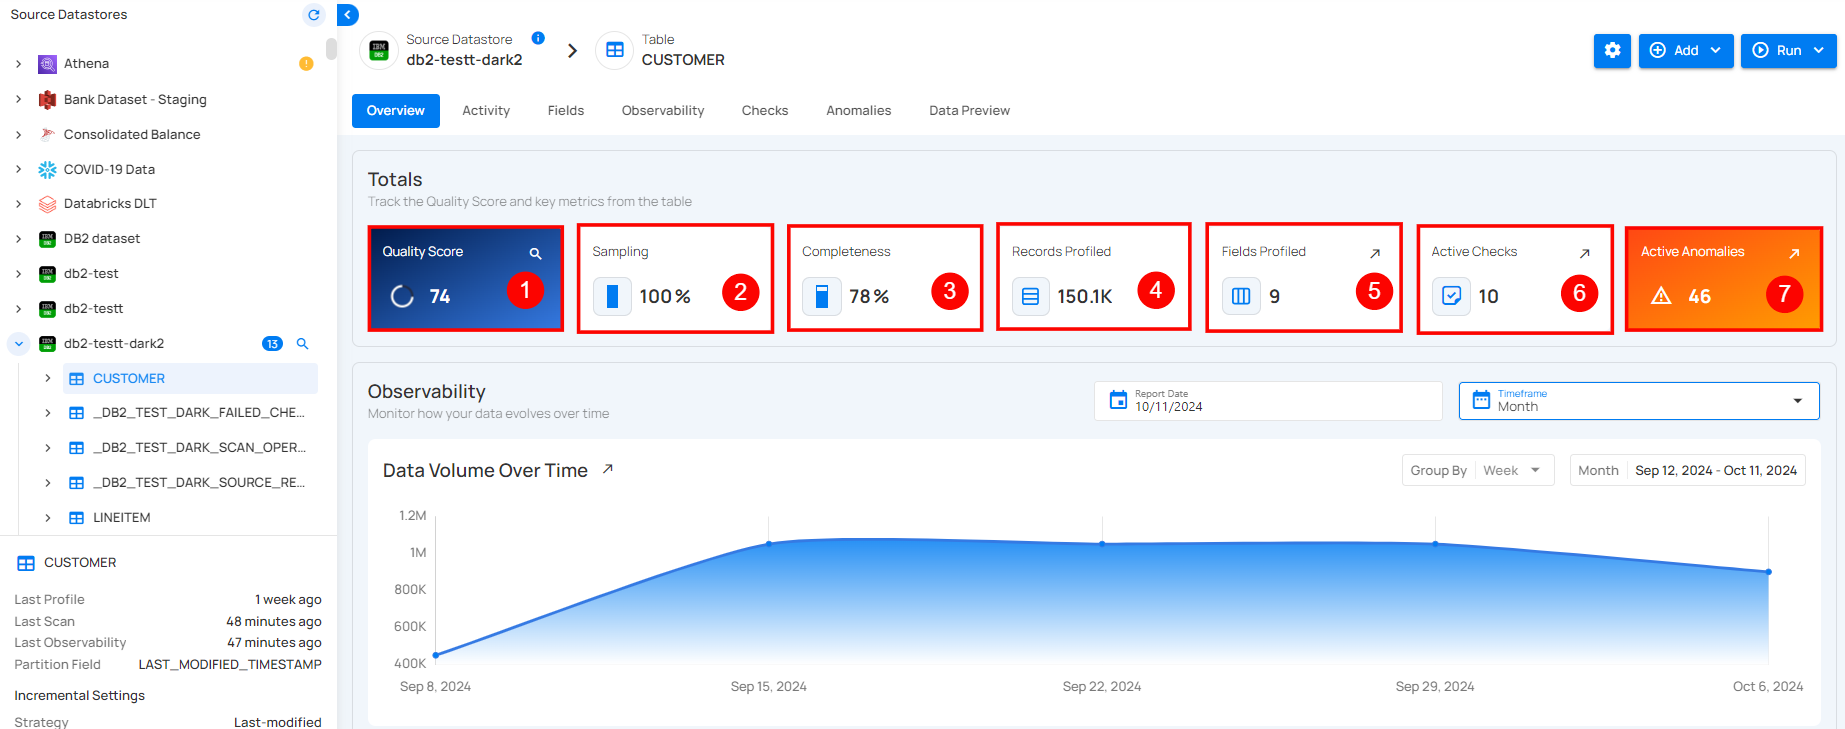 Source Datastores
Athena
Bank Dataset - Staging
Consolidated Balance
COVID-19 Data
Databricks DLT
DB2 dataset
db2-test
db2-testt
db2-testt-dark2 13
CUSTOMER
_DB2_TEST_DARK_FAILED_CHE...
_DB2_TEST_DARK_SCAN_OPER...
_DB2_TEST_DARK_SOURCE_RE...
LINEITEM
CUSTOMER
Last Profile 1 week ago
Last Scan 48 minutes ago
Last Observability 47 minutes ago
Partition Field LAST_MODIFIED_TIMESTAMP
Incremental Settings
Strategy Last-modified
Source Datastore
db2-testt-dark2
Table
CUSTOMER
Add
Run
Overview Activity Fields Observability Checks Anomalies Data Preview
Totals
Track the Quality Score and key metrics from the table
Quality Score
74
1
Sampling
100%
2
Completeness
78%
3
Records Profiled
150.1K
4
Fields Profiled
9
5
Active Checks
10
6
Active Anomalies
46
7
Observability
Monitor how your data evolves over time
Report Date
10/11/2024
Timeframe
Month
Data Volume Over Time
Group By Week
Month Sep 12, 2024 - Oct 11, 2024
1.2M
1M
800K
600K
400K
Sep 8, 2024 Sep 15, 2024 Sep 22, 2024 Sep 29, 2024 Oct 6, 2024